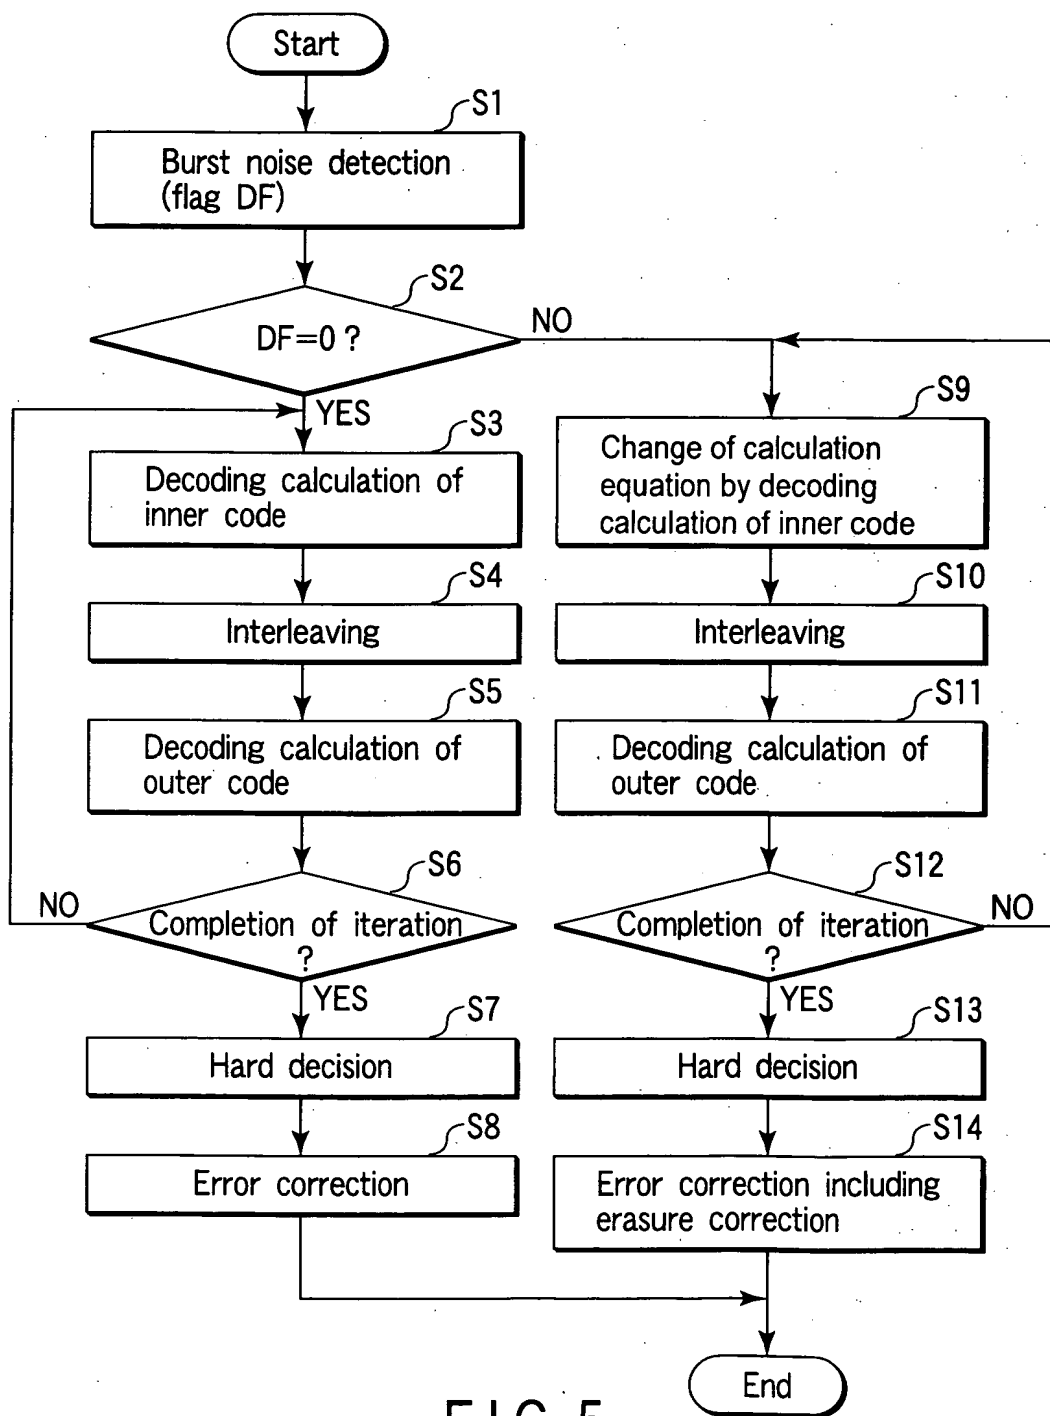 Start
S1
Burst noise detection
(flag DF)
S2
DF=0 ?
NO
YES
S3
Decoding calculation of
inner code
S4
Interleaving
S5
Decoding calculation of
outer code
S6
NO
Completion of iteration
?
YES
S7
Hard decision
S8
Error correction
S9
Change of calculation
equation by decoding
calculation of inner code
S10
Interleaving
S11
Decoding calculation of
outer code
S12
Completion of iteration
?
NO
YES
S13
Hard decision
S14
Error correction including
erasure correction
End
FIG. 5